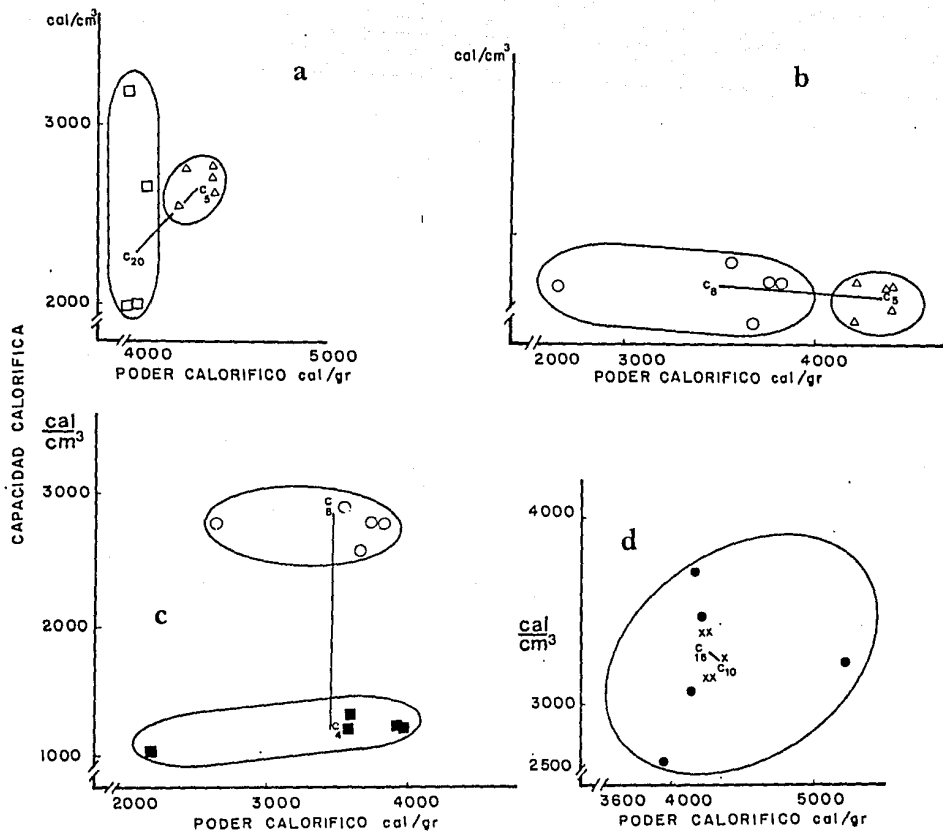 cal/cm³
a
3000
2000
C5
C20
4000
5000
PODER CALORIFICO cal/gr
cal/cm³
b
C8
C5
2000
3000
4000
PODER CALORIFICO cal/gr
CAPACIDAD CALORIFICA
cal/cm³
3000
2000
1000
c
C8
C4
2000
3000
4000
PODER CALORIFICO cal/gr
4000
d
cal/cm³
xx
C16
x
C10
xx
3000
2500
3600
4000
5000
PODER CALORIFICO cal/gr